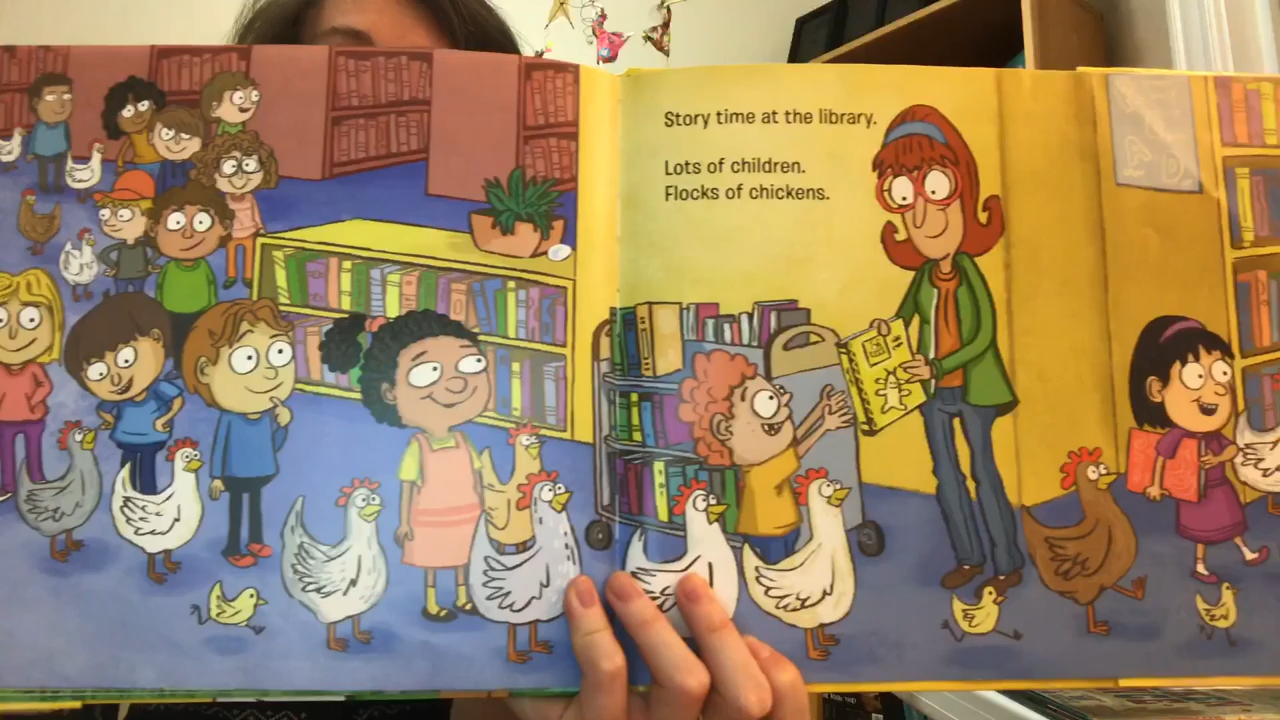 Story time at the library.
Lots of children.
Flocks of chickens.